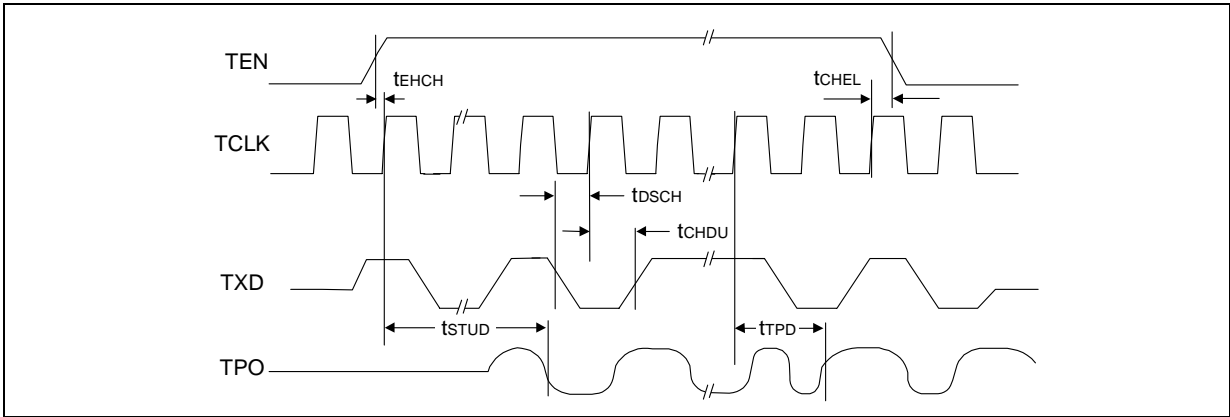 TEN
tEHCH
tCHEL
TCLK
tDSCH
tCHDU
TXD
tSTUD
tTPD
TPO